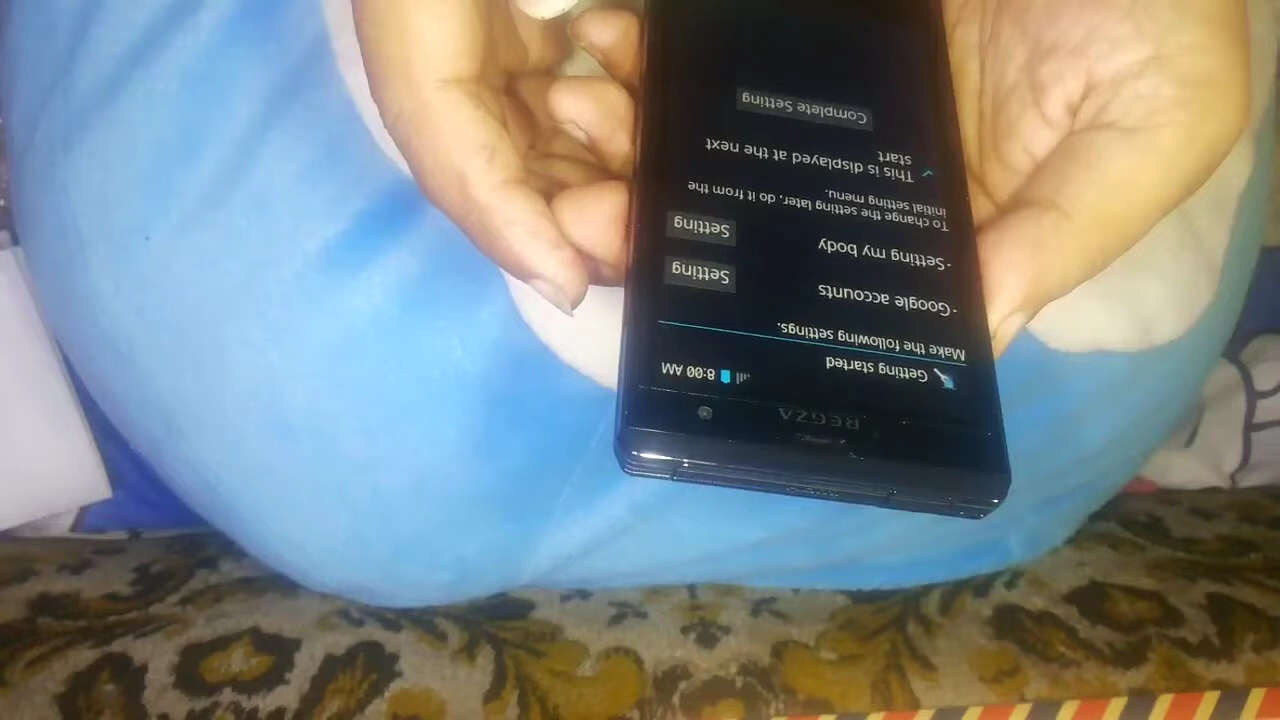 REGZA
8:00 AM
Getting started
Make the following settings.
・Google accounts
Setting
・Setting my body
Setting
To change the setting later, do it from the
initial setting menu.
This is displayed at the next
start
Complete Setting